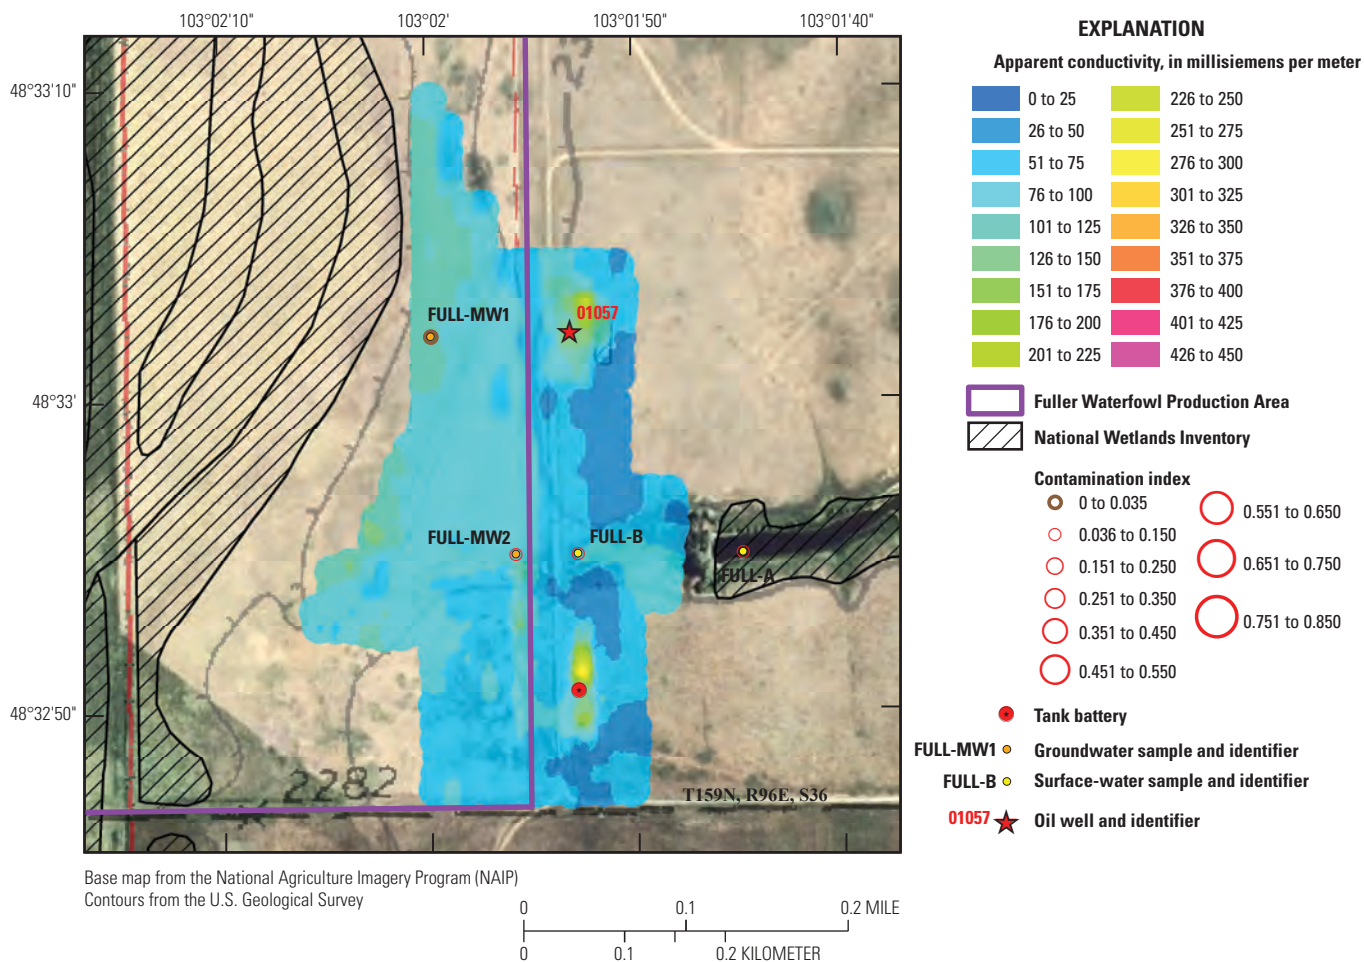 103°02'10" 103°02' 103°01'50" 103°01'40"
48°33'10"
48°33'
48°32'50"
FULL-MW1
01057
FULL-MW2
FULL-B
FULL-A
2282
T159N, R96E, S36
Base map from the National Agriculture Imagery Program (NAIP)
Contours from the U.S. Geological Survey
0 0.1 0.2 MILE
0 0.1 0.2 KILOMETER
EXPLANATION
Apparent conductivity, in millisiemens per meter
0 to 25
26 to 50
51 to 75
76 to 100
101 to 125
126 to 150
151 to 175
176 to 200
201 to 225
226 to 250
251 to 275
276 to 300
301 to 325
326 to 350
351 to 375
376 to 400
401 to 425
426 to 450
Fuller Waterfowl Production Area
National Wetlands Inventory
Contamination index
0 to 0.035
0.036 to 0.150
0.151 to 0.250
0.251 to 0.350
0.351 to 0.450
0.451 to 0.550
0.551 to 0.650
0.651 to 0.750
0.751 to 0.850
Tank battery
FULL-MW1 Groundwater sample and identifier
FULL-B Surface-water sample and identifier
01057 Oil well and identifier